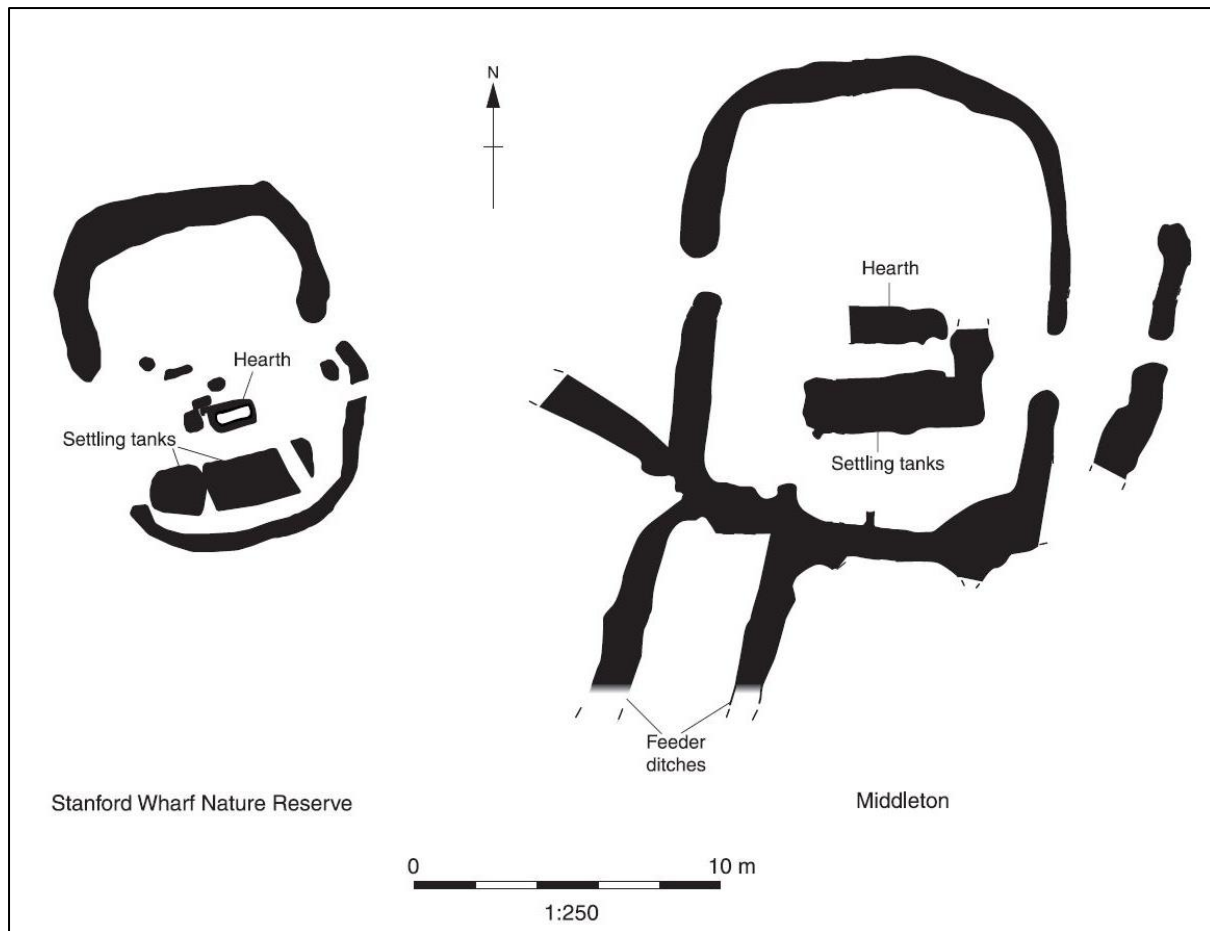 N
Hearth
Hearth
Settling tanks
Settling tanks
Feeder
ditches
Stanford Wharf Nature Reserve
Middleton
0 10 m
1:250